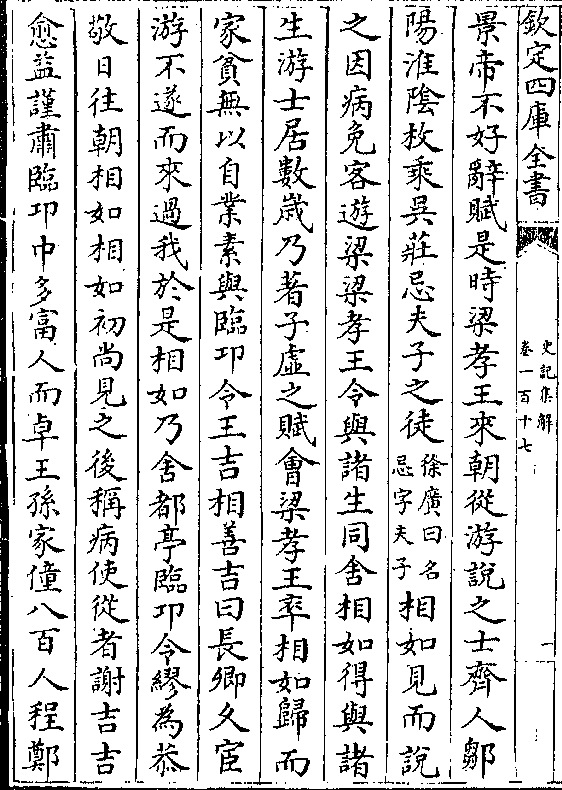 欽定四庫全書
史記集解
卷一百十七
一
景帝不好辭賦是時梁孝王來朝從游說之士齊人鄒
陽淮陰枚乘吳莊忌夫子之徒徐廣曰名忌字夫子相如見而說
之因病免客遊梁梁孝王令與諸生同舍相如得與諸
生游士居數歲乃著子虛之賦會梁孝王卒相如歸而
家貧無以自業素與臨邛令王吉相善吉曰長卿久宦
游不遂而來過我於是相如乃舍都亭臨邛令繆為恭
敬日往朝相如相如初尚見之後稱病使從者謝吉吉
愈益謹肅臨邛中多富人而卓王孫家僮八百人程鄭